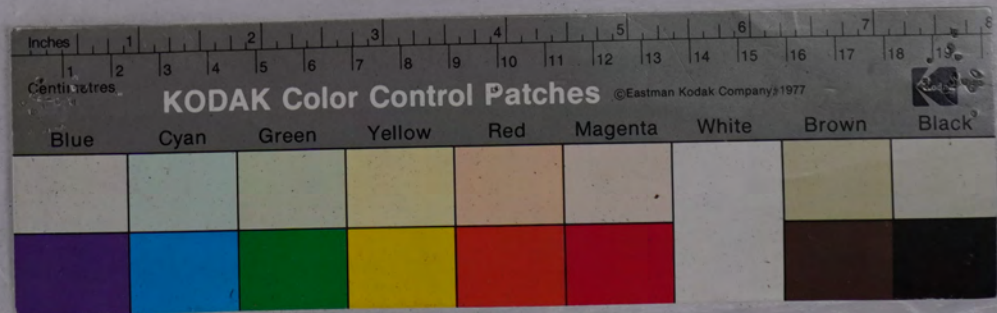 Inches 1 2 3 4 5 6 7 8
1 2 3 4 5 6 7 8 9 10 11 12 13 14 15 16 17 18 19
Centimetres
KODAK Color Control Patches ©Eastman Kodak Company, 1977
Blue Cyan Green Yellow Red Magenta White Brown Black